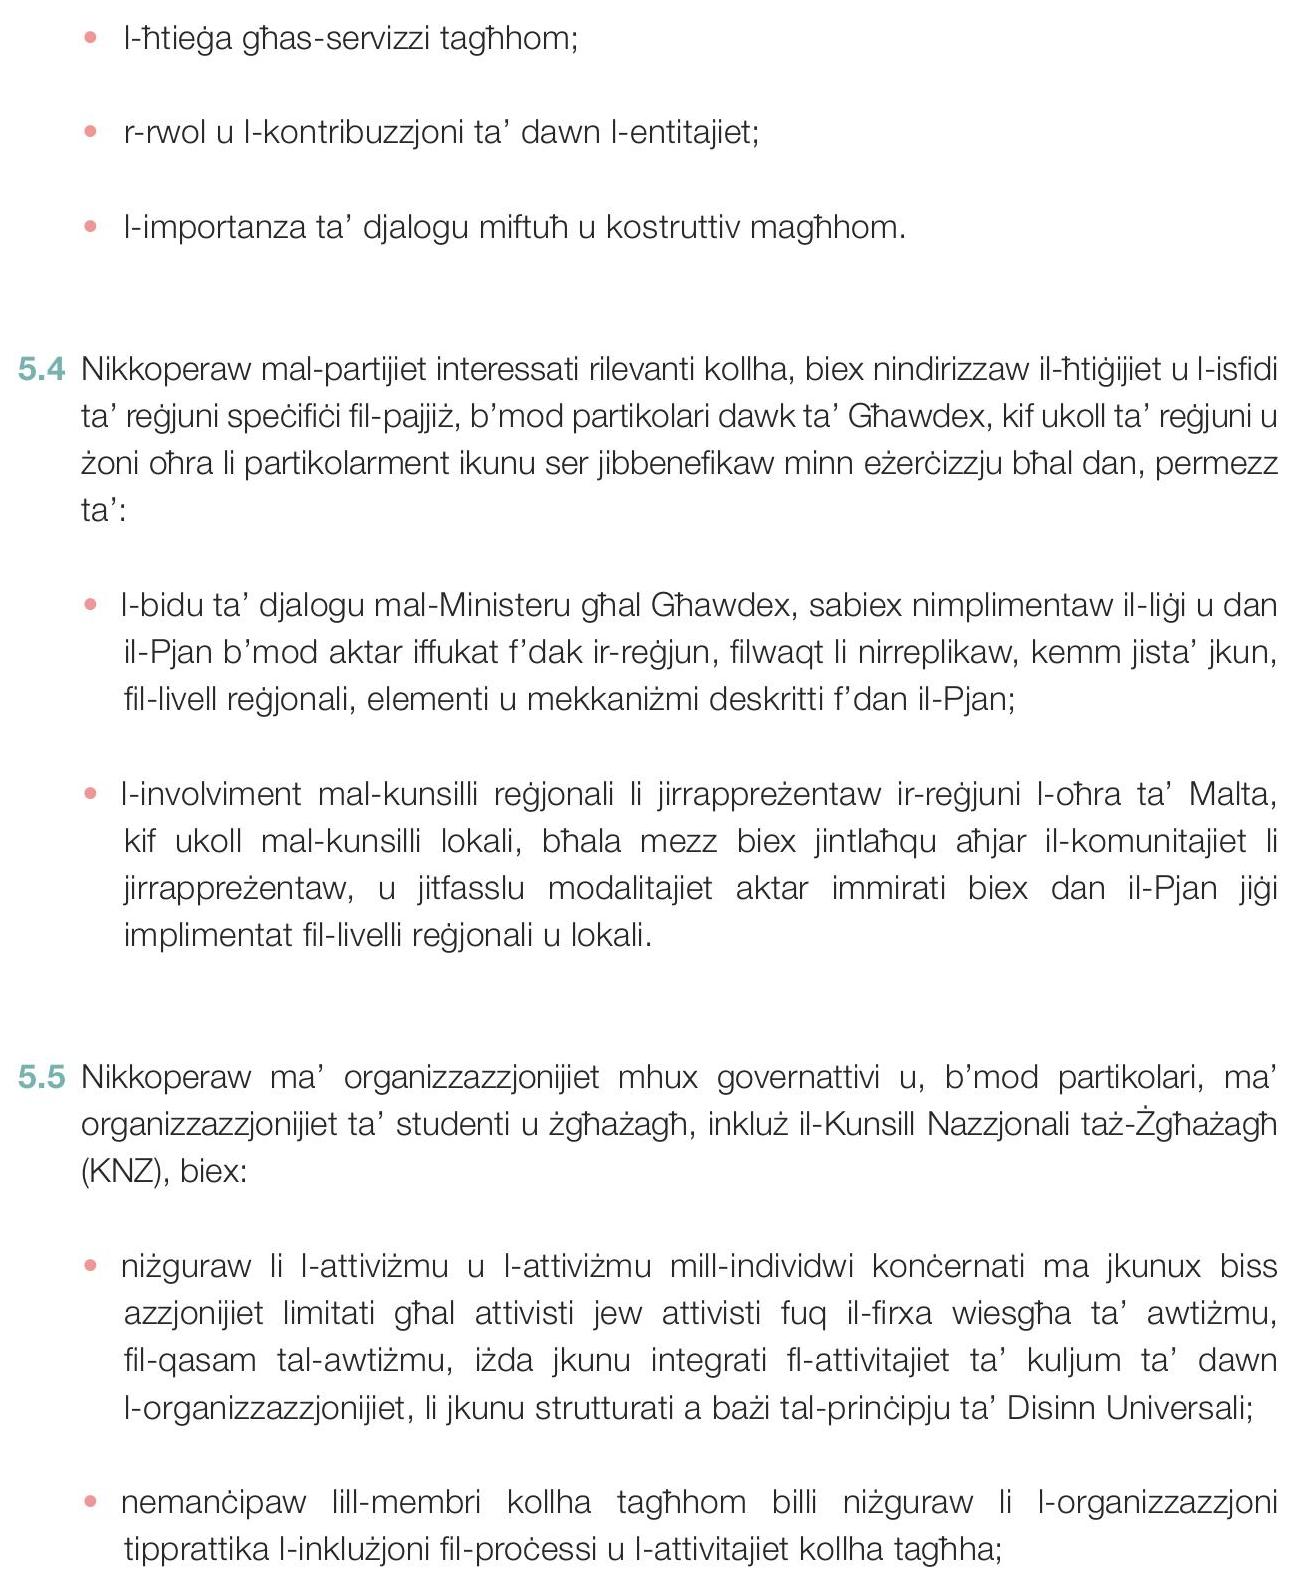 • l-ħtieġa għas-servizzi tagħhom;
• r-rwol u l-kontribuzzjoni ta’ dawn l-entitajiet;
• l-importanza ta’ djalogu miftuħ u kostruttiv magħhom.
5.4 Nikkoperaw mal-partijiet interessati rilevanti kollha, biex nindirizzaw il-ħtiġijiet u l-isfidi
ta’ reġjuni speċifiċi fil-pajjiż, b’mod partikolari dawk ta’ Għawdex, kif ukoll ta’ reġjuni u
żoni oħra li partikolarment ikunu ser jibbenefikaw minn eżerċizzju bħal dan, permezz
ta’:
• l-bidu ta’ djalogu mal-Ministeru għal Għawdex, sabiex nimplimentaw il-liġi u dan
il-Pjan b’mod aktar iffukat f’dak ir-reġjun, filwaqt li nirreplikaw, kemm jista’ jkun,
fil-livell reġjonali, elementi u mekkaniżmi deskritti f’dan il-Pjan;
• l-involviment mal-kunsilli reġjonali li jirrappreżentaw ir-reġjuni l-oħra ta’ Malta,
kif ukoll mal-kunsilli lokali, bħala mezz biex jintlaħqu aħjar il-komunitajiet li
jirrappreżentaw, u jitfasslu modalitajiet aktar immirati biex dan il-Pjan jiġi
implimentat fil-livelli reġjonali u lokali.
5.5 Nikkoperaw ma’ organizzazzjonijiet mhux governattivi u, b’mod partikolari, ma’
organizzazzjonijiet ta’ studenti u żgħażagħ, inkluż il-Kunsill Nazzjonali taż-Żgħażagħ
(KNZ), biex:
• niżguraw li l-attiviżmu u l-attiviżmu mill-individwi konċernati ma jkunux biss
azzjonijiet limitati għal attivisti jew attivisti fuq il-firxa wiesgħa ta’ awtiżmu,
fil-qasam tal-awtiżmu, iżda jkunu integrati fl-attivitajiet ta’ kuljum ta’ dawn
l-organizzazzjonijiet, li jkunu strutturati a bażi tal-prinċipju ta’ Disinn Universali;
• nemanċipaw lill-membri kollha tagħhom billi niżguraw li l-organizzazzjoni
tipprattika l-inklużjoni fil-proċessi u l-attivitajiet kollha tagħha;